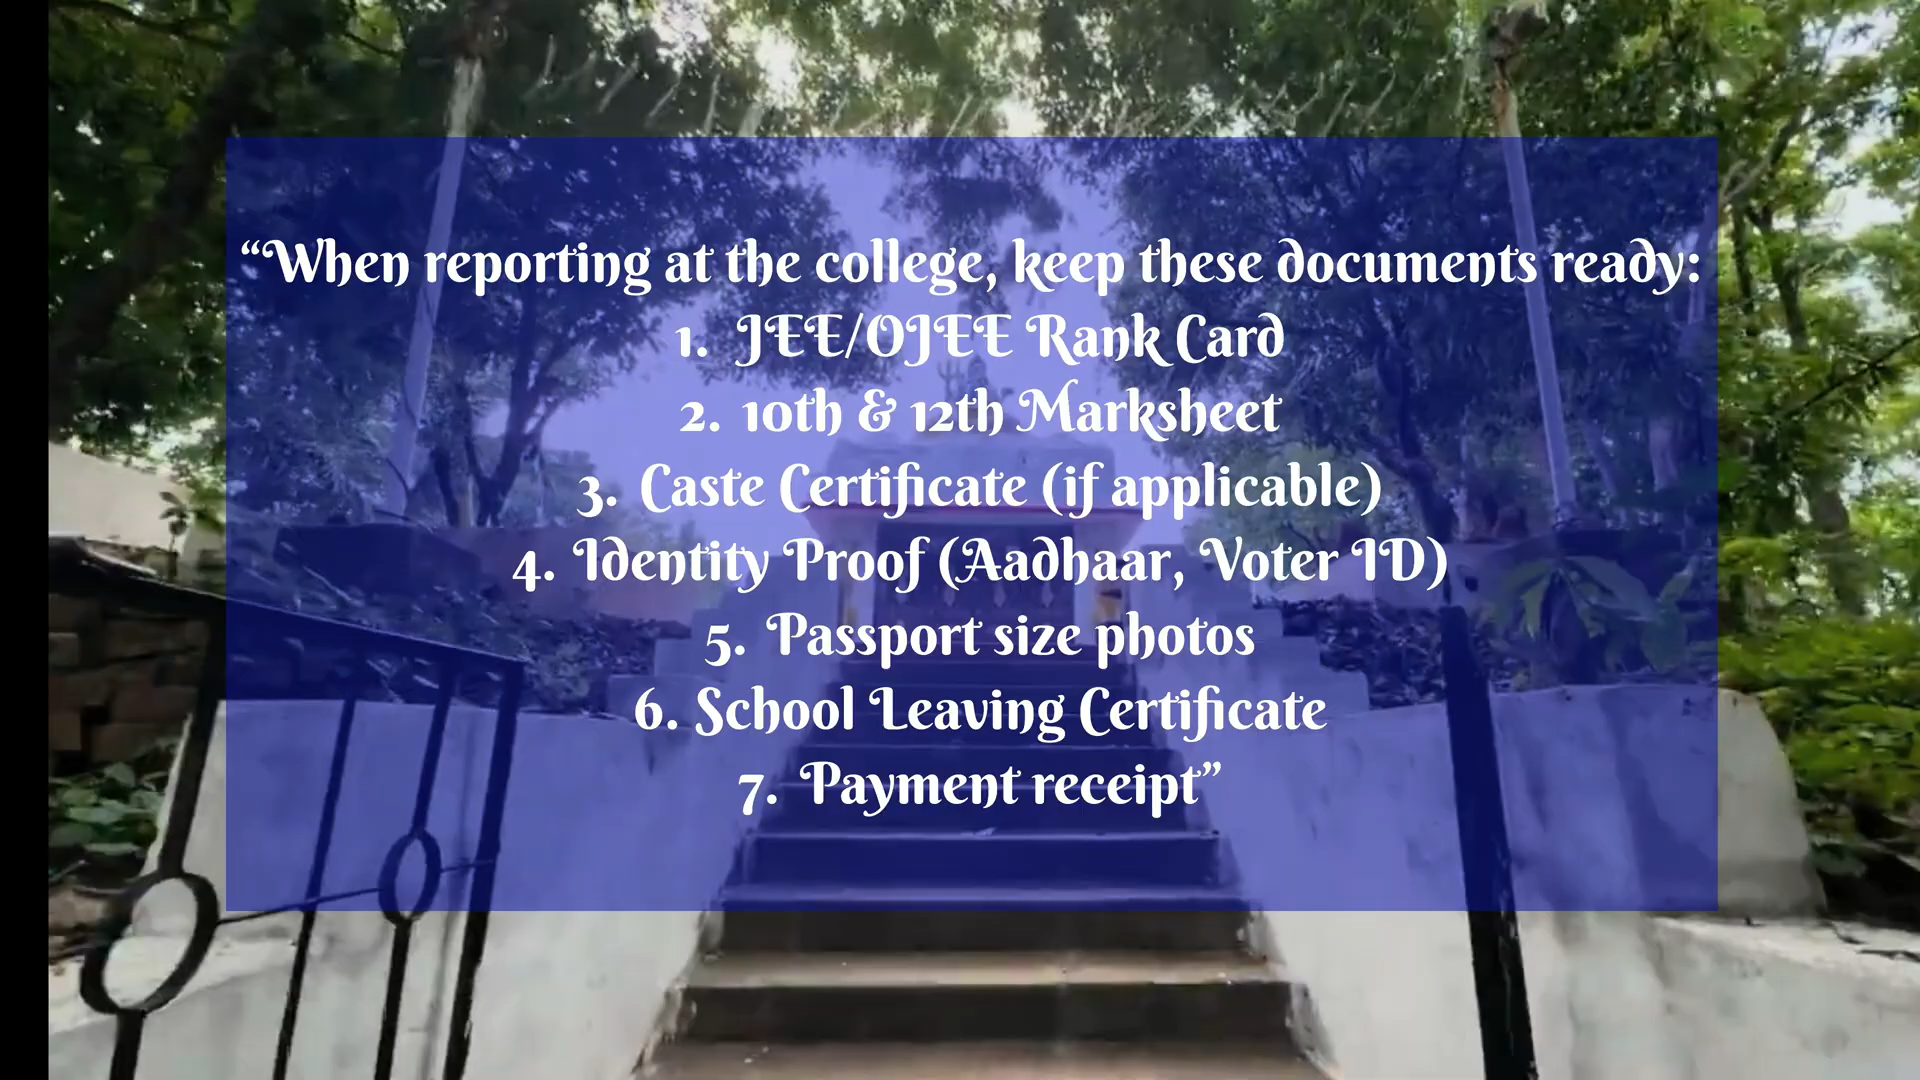 “When reporting at the college, keep these documents ready:
1. JEE/OJEE Rank Card
2. 10th & 12th Marksheet
3. Caste Certificate (if applicable)
4. Identity Proof (Aadhaar, Voter ID)
5. Passport size photos
6. School Leaving Certificate
7. Payment receipt”